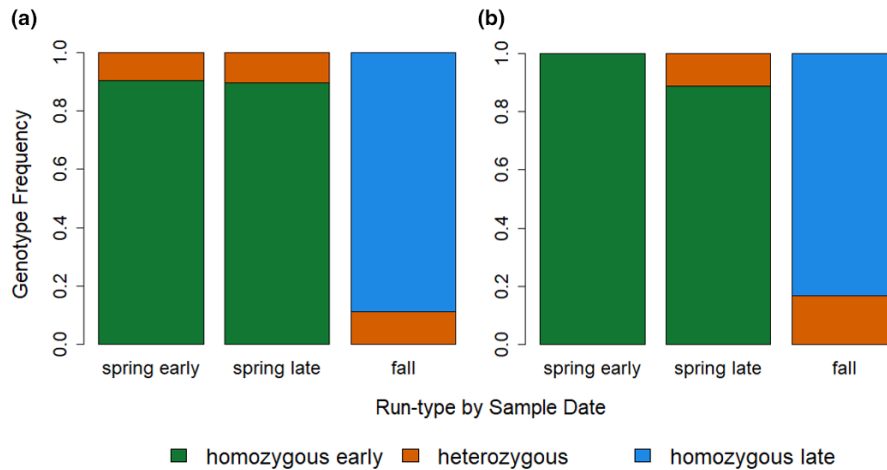 (a)
(b)
Genotype Frequency
1.0
0.8
0.6
0.4
0.2
0.0
spring early spring late fall
1.0
0.8
0.6
0.4
0.2
0.0
spring early spring late fall
Run-type by Sample Date
homozygous early heterozygous homozygous late